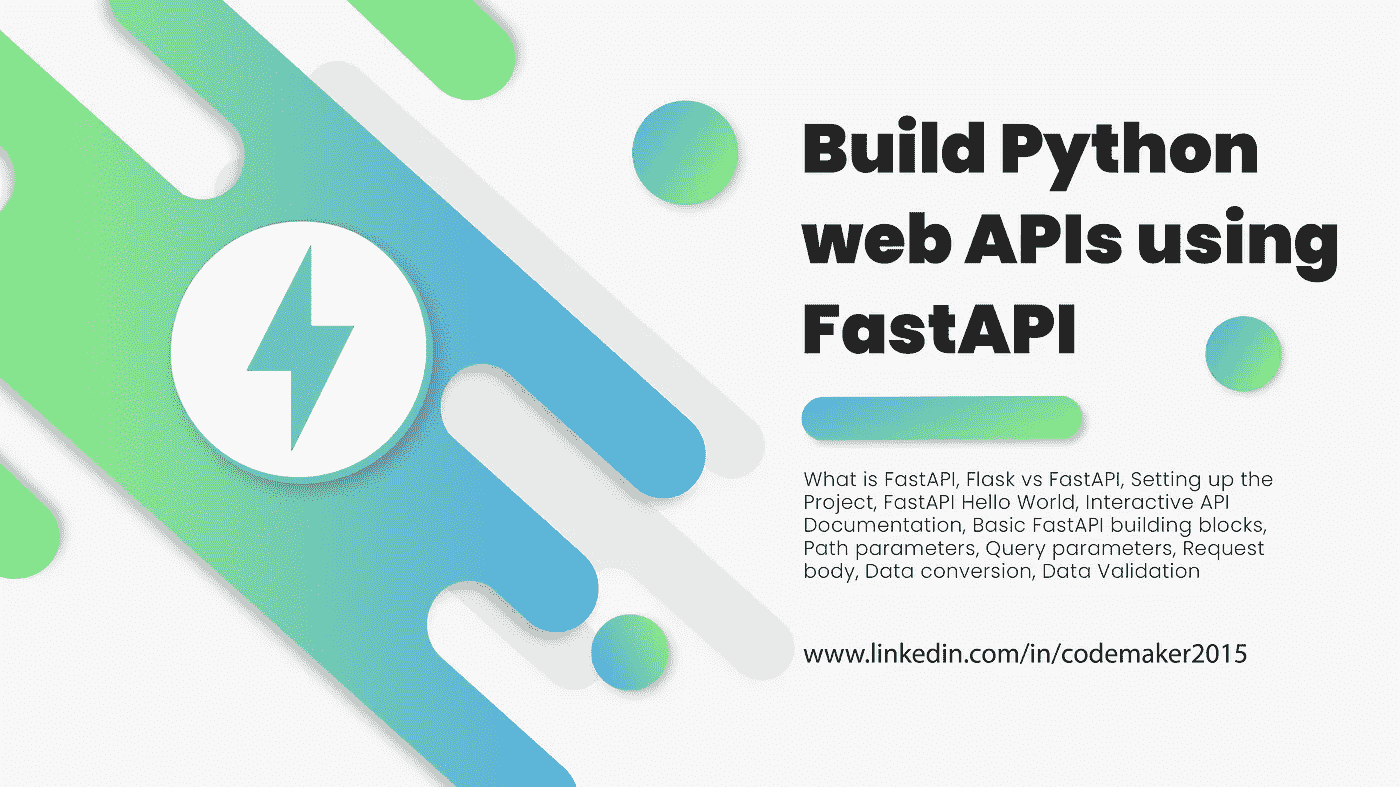 Build Python
web APIs using
FastAPI
What is FastAPI, Flask vs FastAPI, Setting up the
Project, FastAPI Hello World, Interactive API
Documentation, Basic FastAPI building blocks,
Path parameters, Query parameters, Request
body, Data conversion, Data Validation
www.linkedin.com/in/codemaker2015